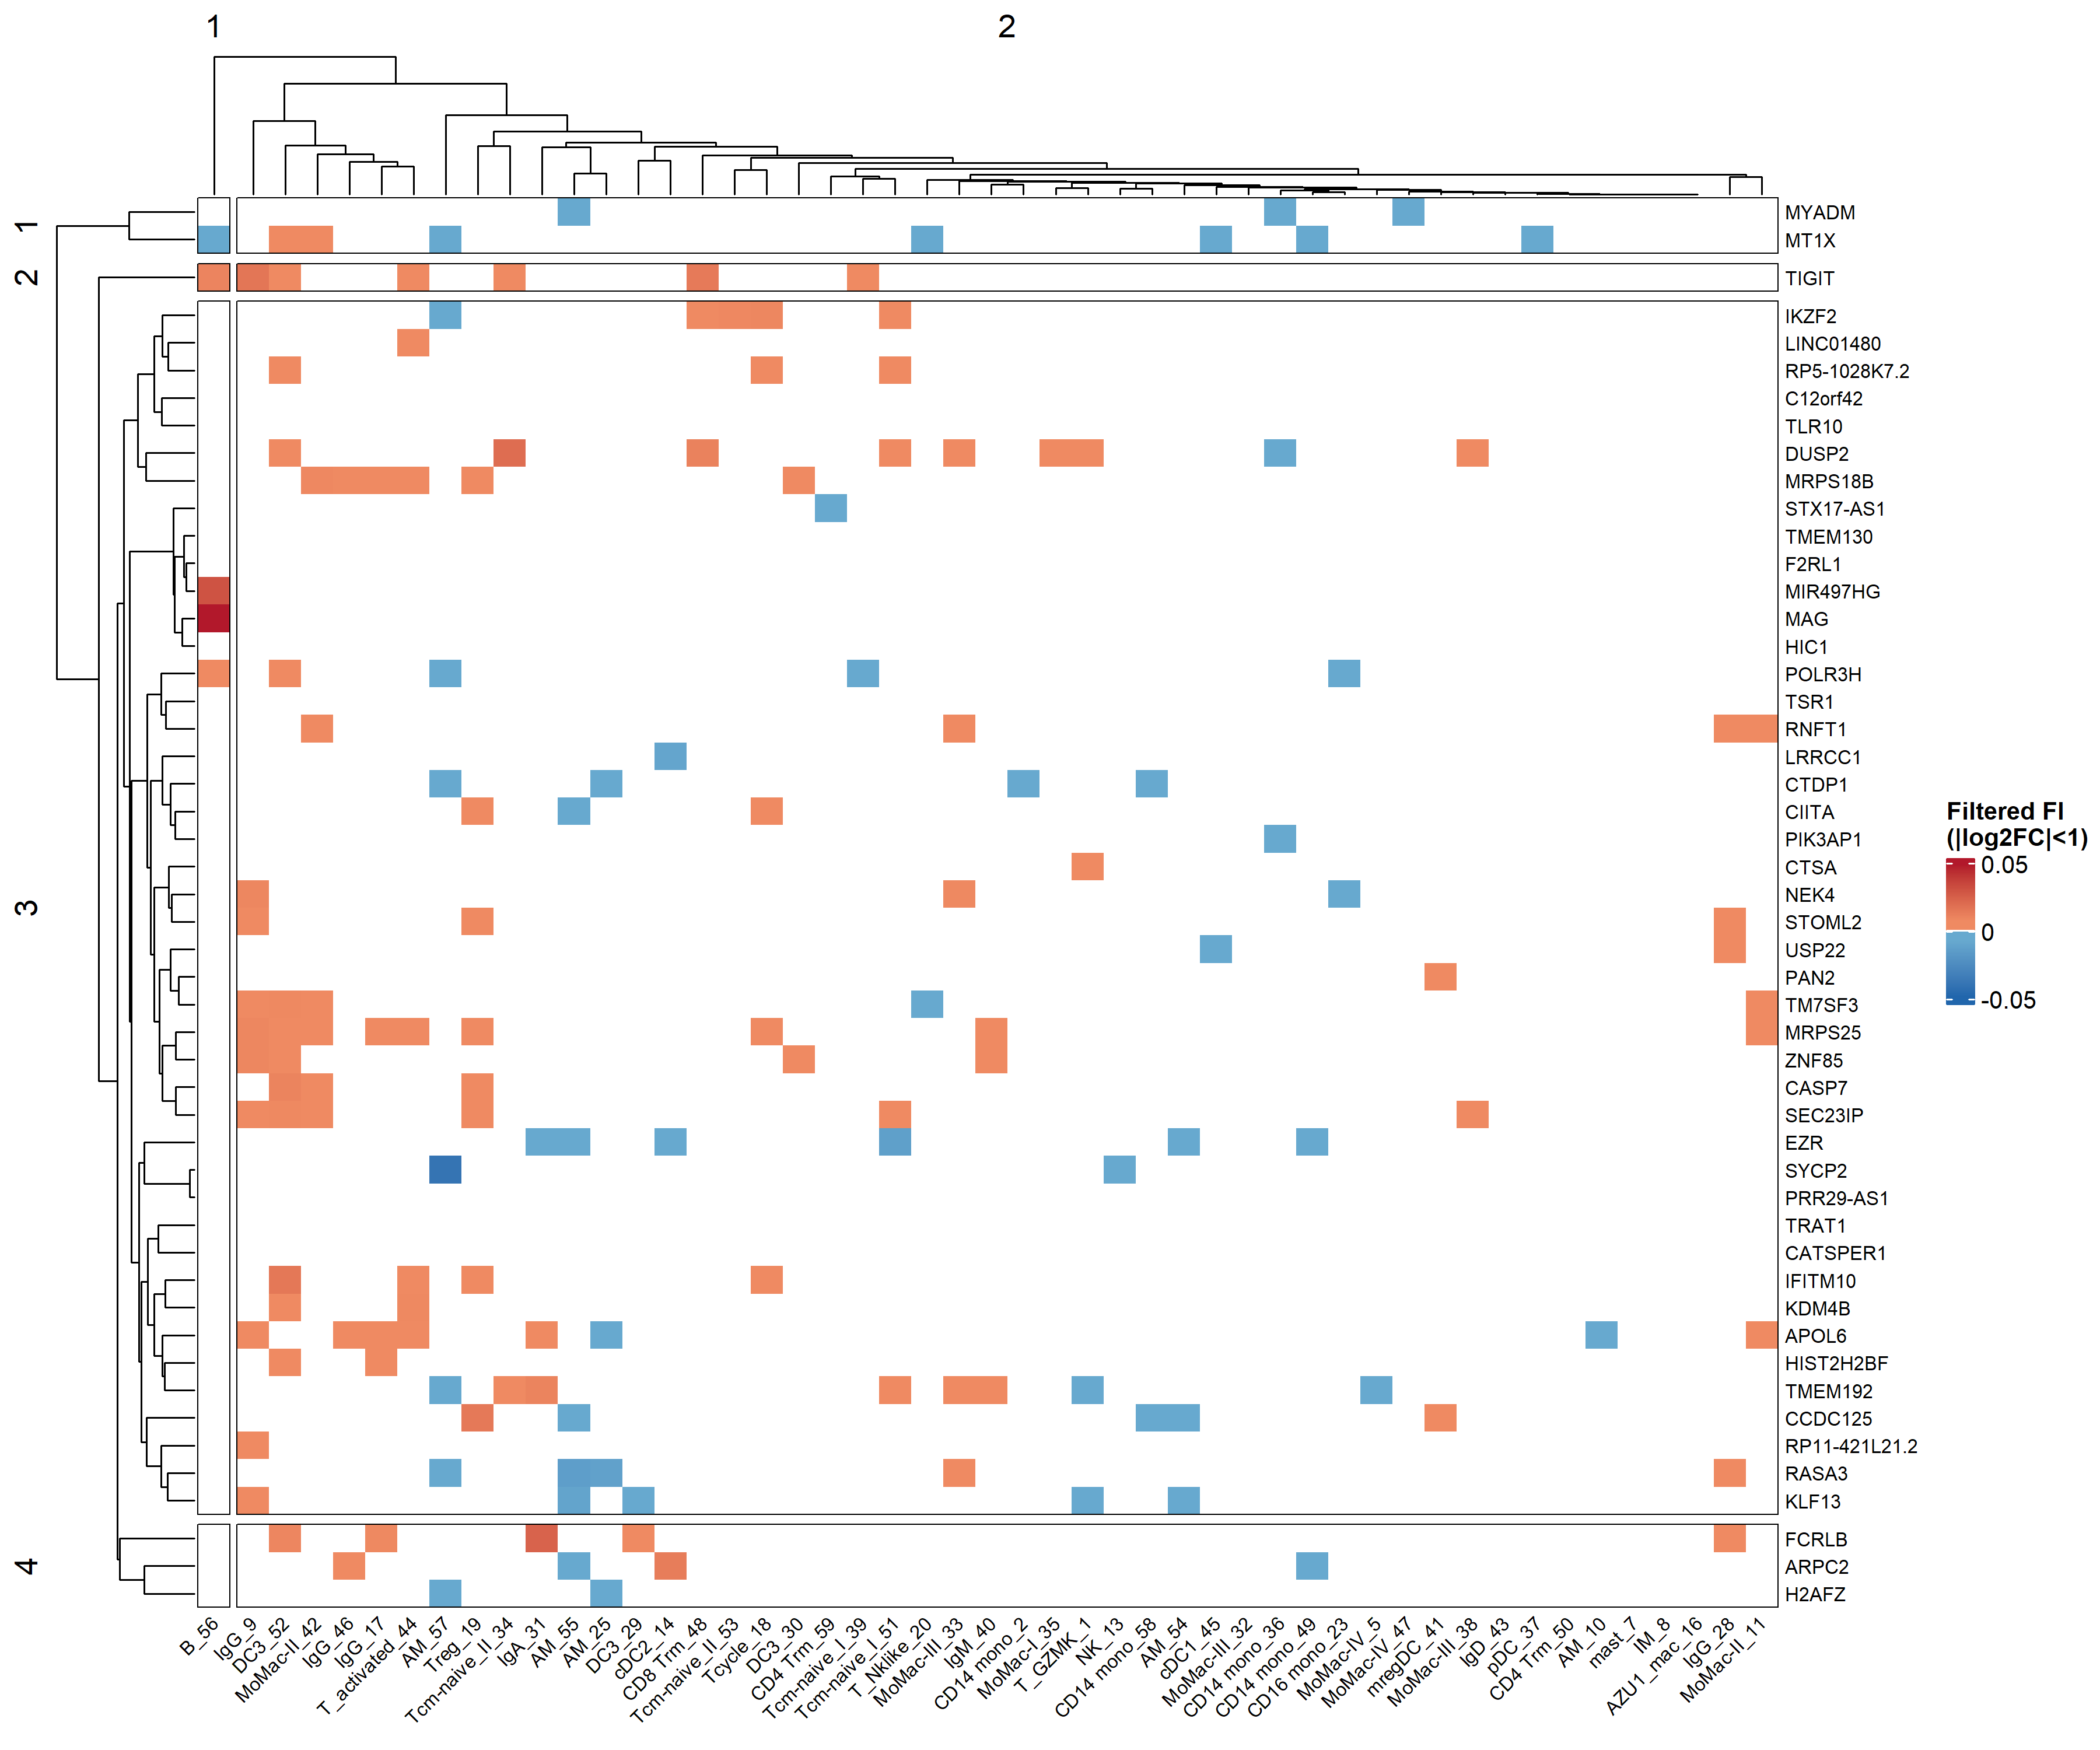 1
2
1
2
3
4
MYADM
MT1X
TIGIT
IKZF2
LINC01480
RP5-1028K7.2
C12orf42
TLR10
DUSP2
MRPS18B
STX17-AS1
TMEM130
F2RL1
MIR497HG
MAG
HIC1
POLR3H
TSR1
RNFT1
LRRCC1
CTDP1
CIITA
PIK3AP1
CTSA
NEK4
STOML2
USP22
PAN2
TM7SF3
MRPS25
ZNF85
CASP7
SEC23IP
EZR
SYCP2
PRR29-AS1
TRAT1
CATSPER1
IFITM10
KDM4B
APOL6
HIST2H2BF
TMEM192
CCDC125
RP11-421L21.2
RASA3
KLF13
FCRLB
ARPC2
H2AFZ
Filtered FI
(|log2FC|<1)
0.05
0
-0.05
B_56
IgG_9
DC3_52
MoMac-II_42
IgG_46
IgG_17
T_activated_44
AM_57
Treg_19
Tcm-naive_II_34
IgA_31
AM_55
AM_25
DC3_29
cDC2_14
CD8 Trm_48
Tcm-naive_II_53
Tcycle_18
DC3_30
CD4 Trm_59
Tcm-naive_I_39
Tcm-naive_I_51
T_Nklike_20
MoMac-III_33
IgM_40
CD14 mono_2
MoMac-I_35
T_GZMK_1
NK_13
CD14 mono_58
AM_54
cDC1_45
MoMac-III_32
CD14 mono_36
CD14 mono_49
CD16 mono_23
MoMac-IV_5
MoMac-IV_47
mregDC_41
MoMac-III_38
IgD_43
pDC_37
CD4 Trm_50
AM_10
mast_7
IM_8
AZU1_mac_16
IgG_28
MoMac-II_11